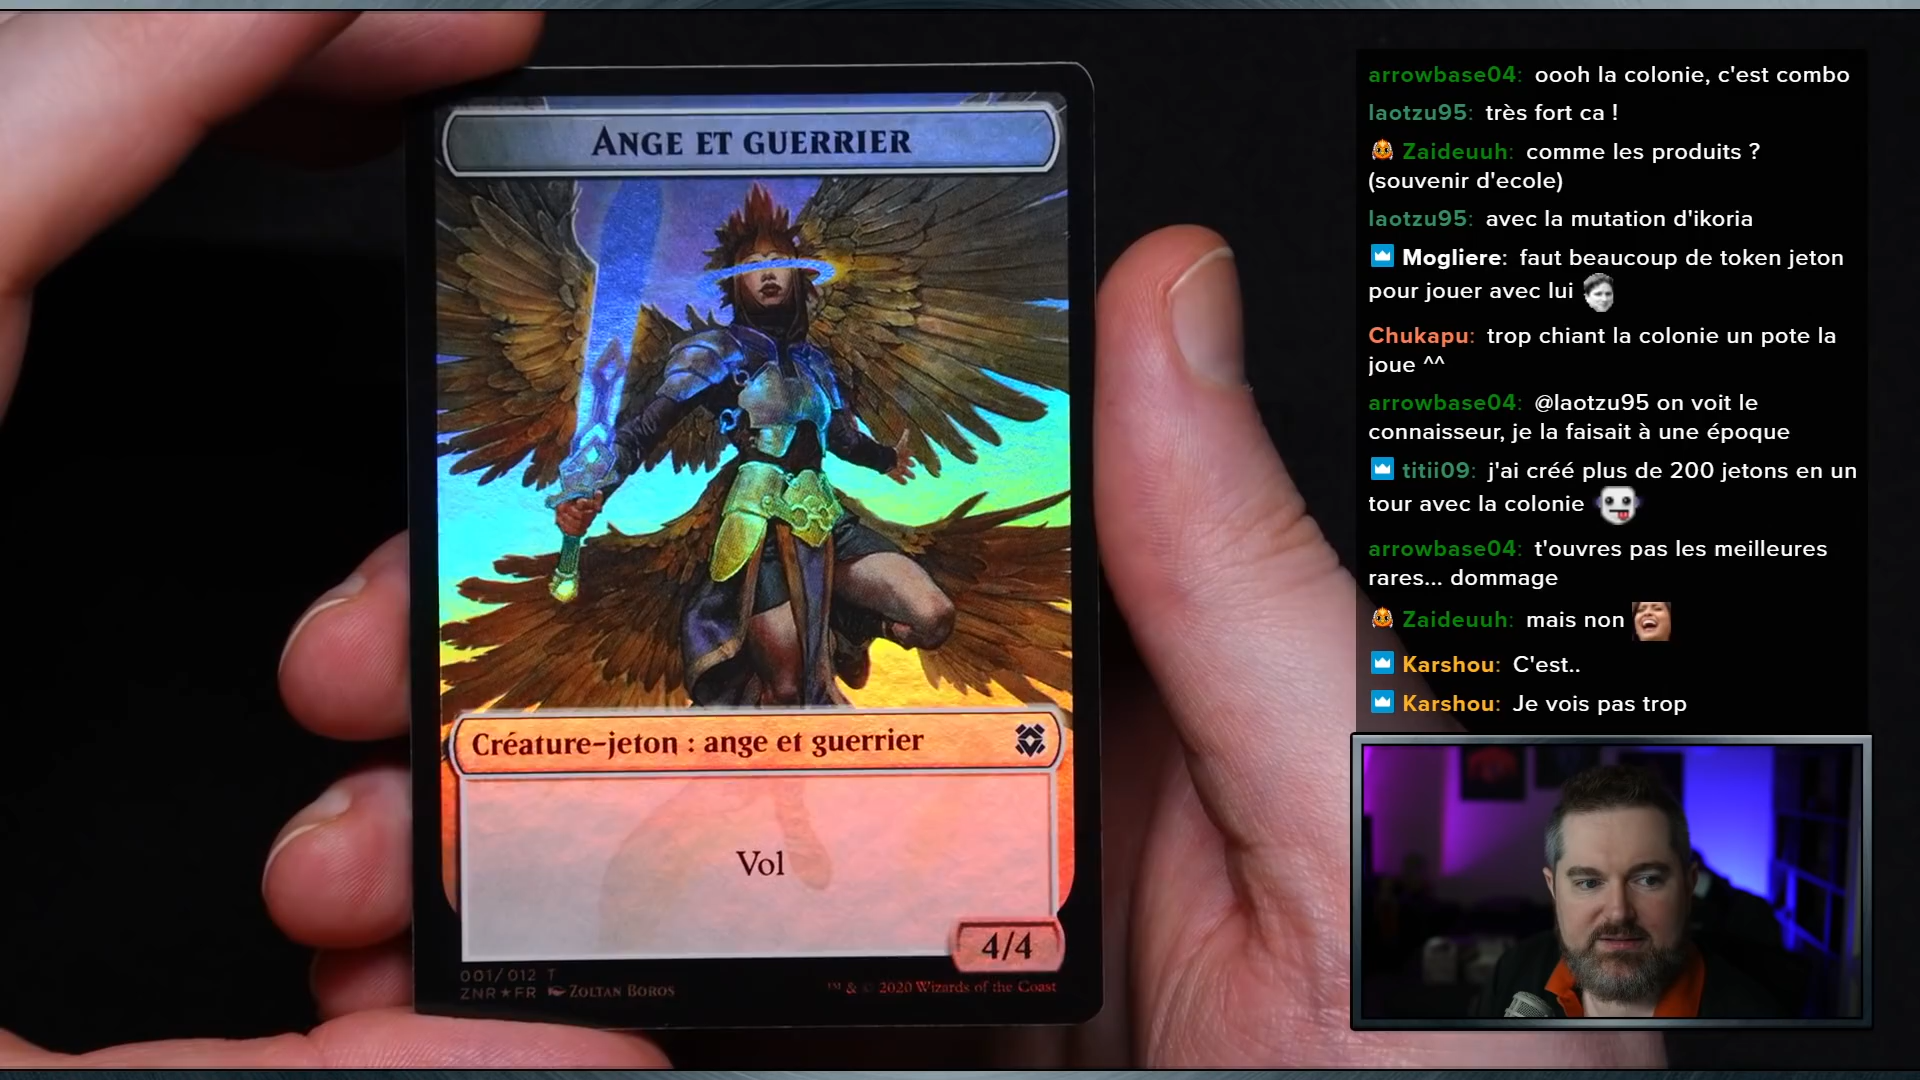 ANGE ET GUERRIER
Créature-jeton : ange et guerrier
Vol
4/4
001/012 T
ZNR★FR ZOLTAN BOROS
™ & © 2020 Wizards of the Coast
arrowbase04: oooh la colonie, c'est combo
laotzu95: très fort ca !
Zaideuuh: comme les produits ?
(souvenir d'ecole)
laotzu95: avec la mutation d'ikoria
Mogliere: faut beaucoup de token jeton
pour jouer avec lui
Chukapu: trop chiant la colonie un pote la
joue ^^
arrowbase04: @laotzu95 on voit le
connaisseur, je la faisait à une époque
titii09: j'ai créé plus de 200 jetons en un
tour avec la colonie
arrowbase04: t'ouvres pas les meilleures
rares... dommage
Zaideuuh: mais non
Karshou: C'est..
Karshou: Je vois pas trop